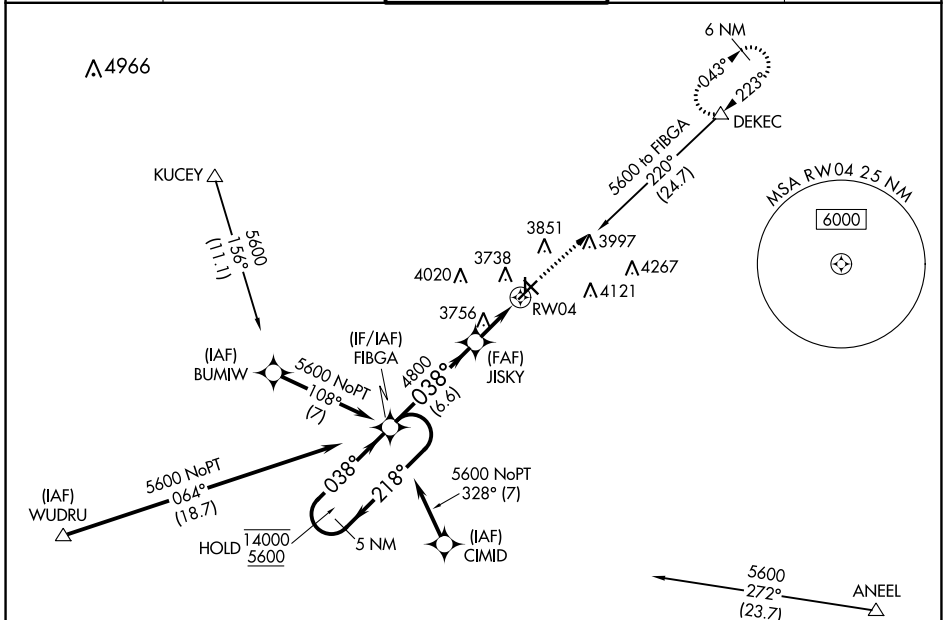 6 NM
4966
043°
223°
DEKEC
5600 to FIBGA
220°
(24.7)
KUCEY
MSA RW04 25 NM
6000
5600
156°
(11.1)
3851
3997
4020
3738
4267
4121
RW04
3756
(IF/IAF)
FIBGA
(FAF)
JISKY
4800
038°
(6.6)
(IAF)
BUMIW
5600 NoPT
108°
(7)
038°
218°
5600 NoPT
328° (7)
5600 NoPT
064°
(18.7)
(IAF)
WUDRU
HOLD 14000
5600
5 NM
(IAF)
CIMID
5600
272°
(23.7)
ANEEL